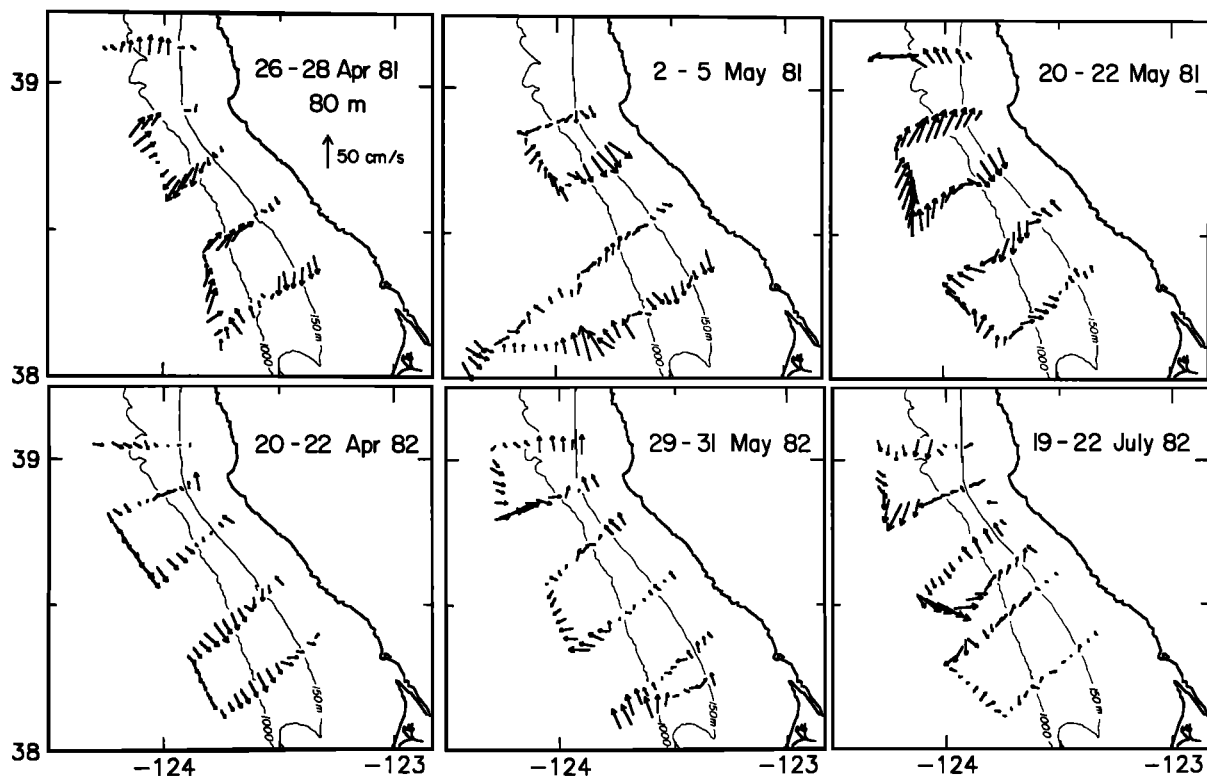 39
26-28 Apr 81
80 m
50 cm/s
1000
150m
38
2 - 5 May 81
1000
150m
20-22 May 81
1000
150m
39
20-22 Apr 82
1000
150m
38
29-31 May 82
1000
150m
19-22 July 82
1000
150 m
-124
-123
-124
-123
-124
-123